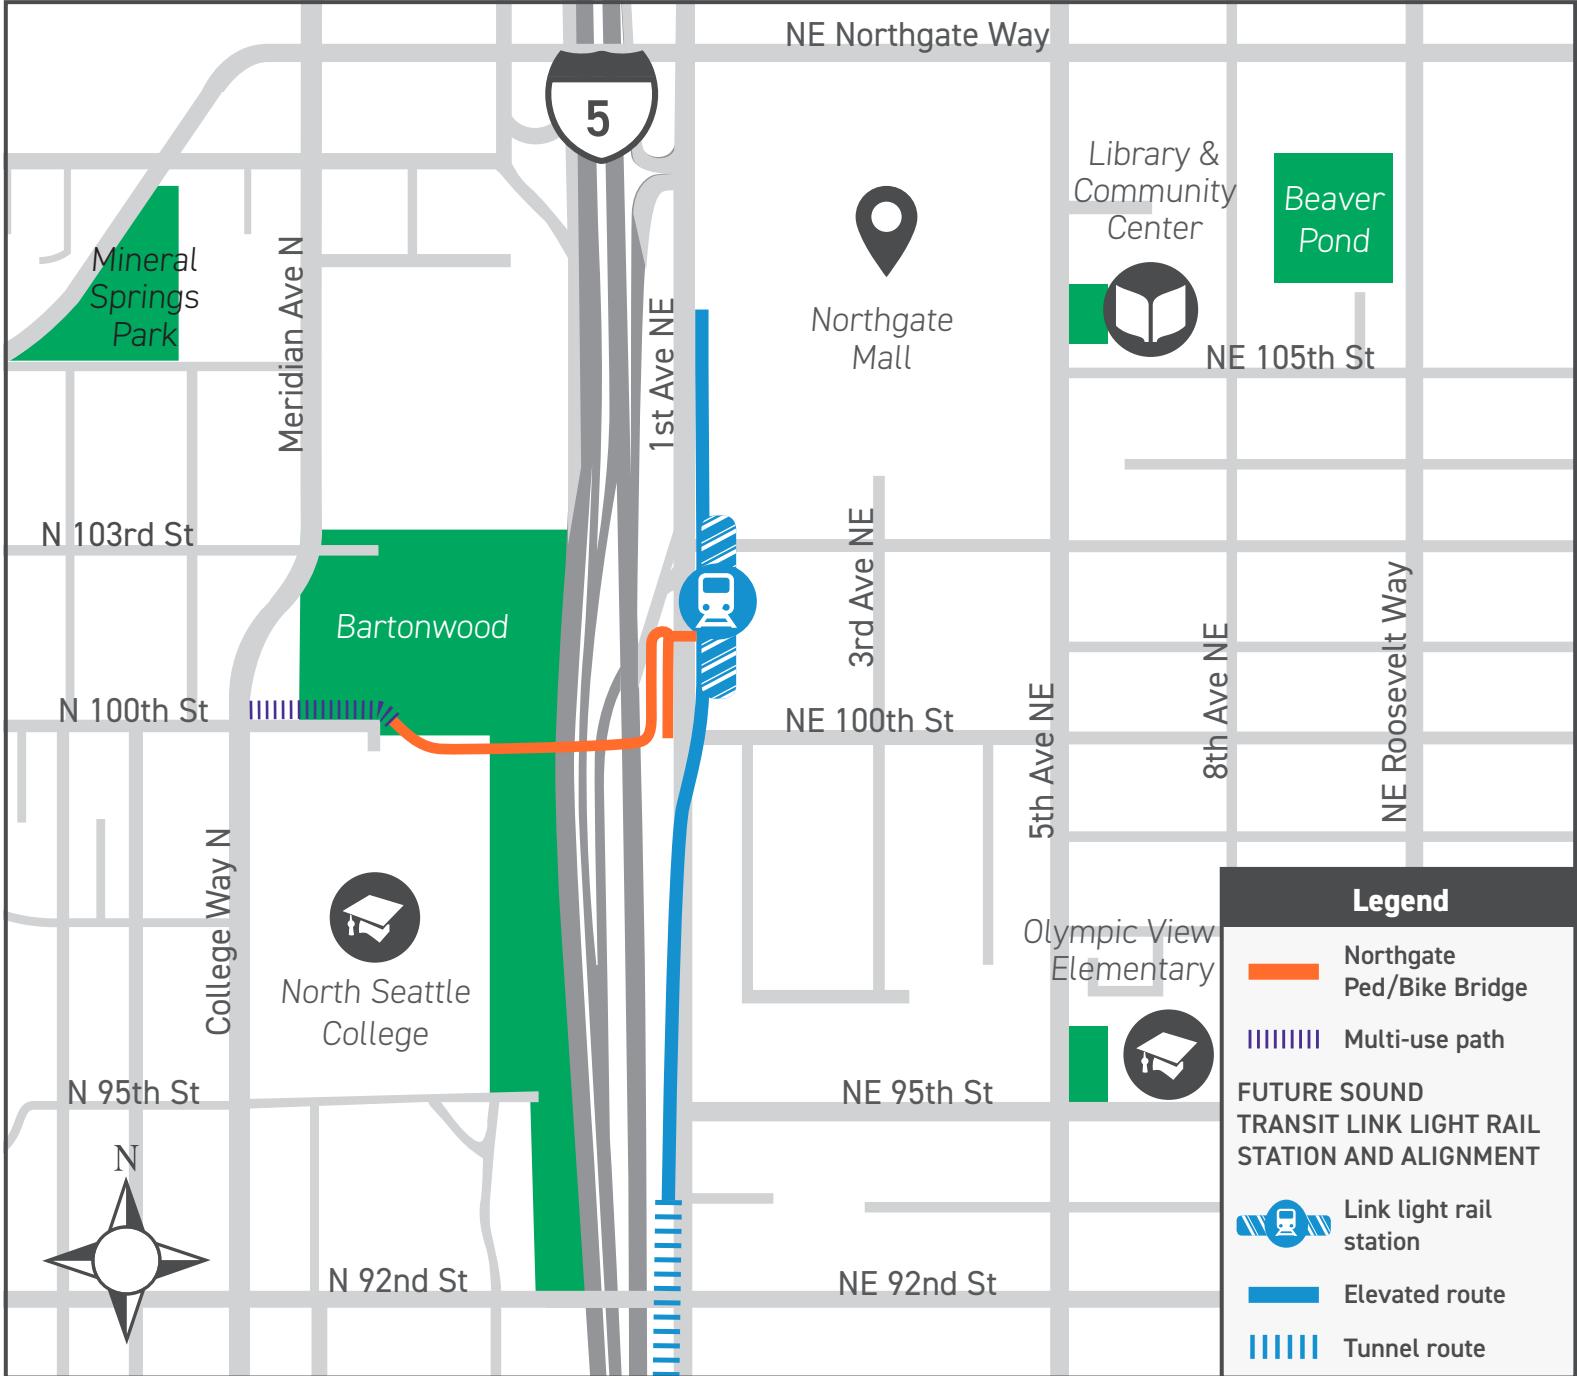 NE Northgate Way
5
Library &
Community
Center
Beaver
Pond
Mineral
Springs
Park
Meridian Ave N
1st Ave NE
Northgate
Mall
NE 105th St
N 103rd St
3rd Ave NE
Bartonwood
NE Roosevelt Way
8th Ave NE
N 100th St
NE 100th St
5th Ave NE
College Way N
North Seattle
College
Olympic View
Elementary
N 95th St
NE 95th St
N
N 92nd St
NE 92nd St
Legend
Northgate
Ped/Bike Bridge
Multi-use path
FUTURE SOUND
TRANSIT LINK LIGHT RAIL
STATION AND ALIGNMENT
Link light rail
station
Elevated route
Tunnel route